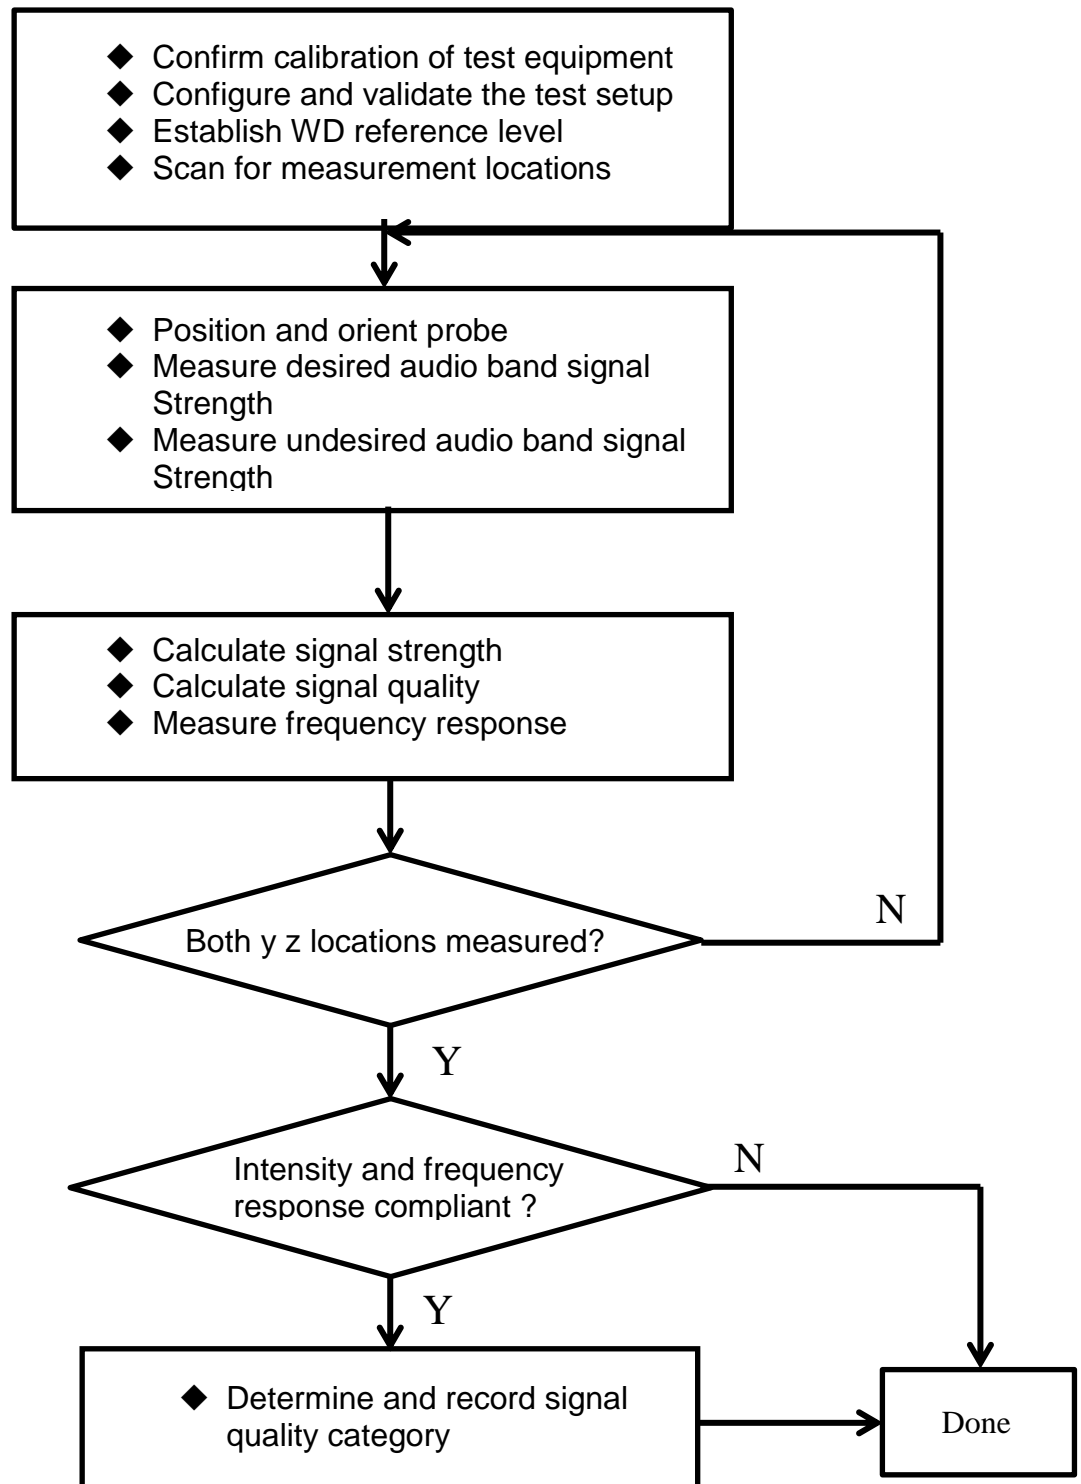 ◆ Confirm calibration of test equipment
◆ Configure and validate the test setup
◆ Establish WD reference level
◆ Scan for measurement locations
◆ Position and orient probe
◆ Measure desired audio band signal
Strength
◆ Measure undesired audio band signal
Strength
◆ Calculate signal strength
◆ Calculate signal quality
◆ Measure frequency response
Both y z locations measured?
N
Y
Intensity and frequency
response compliant ?
N
Y
◆ Determine and record signal
quality category
Done